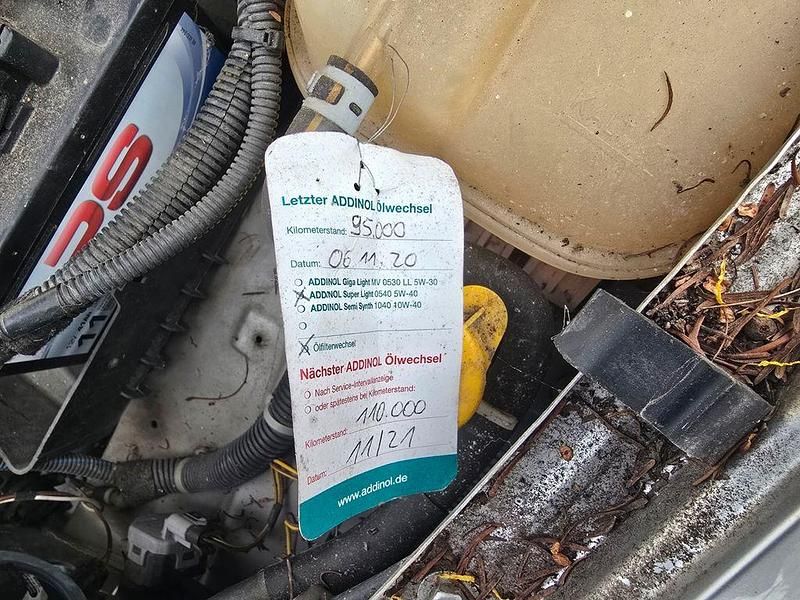 Letzter ADDINOL Ölwechsel
Kilometerstand: 95.000
Datum: 06.11.20
ADDINOL Giga Light MV 0530 LL 5W-30
ADDINOL Super Light 0540 5W-40
ADDINOL Semi Synth 1040 10W-40
Ölfilterwechsel
Nächster ADDINOL Ölwechsel
Nach Service-Intervallanzeige
oder spätestens bei Kilometerstand:
Kilometerstand: 110.000
Datum: 11/21
www.addinol.de